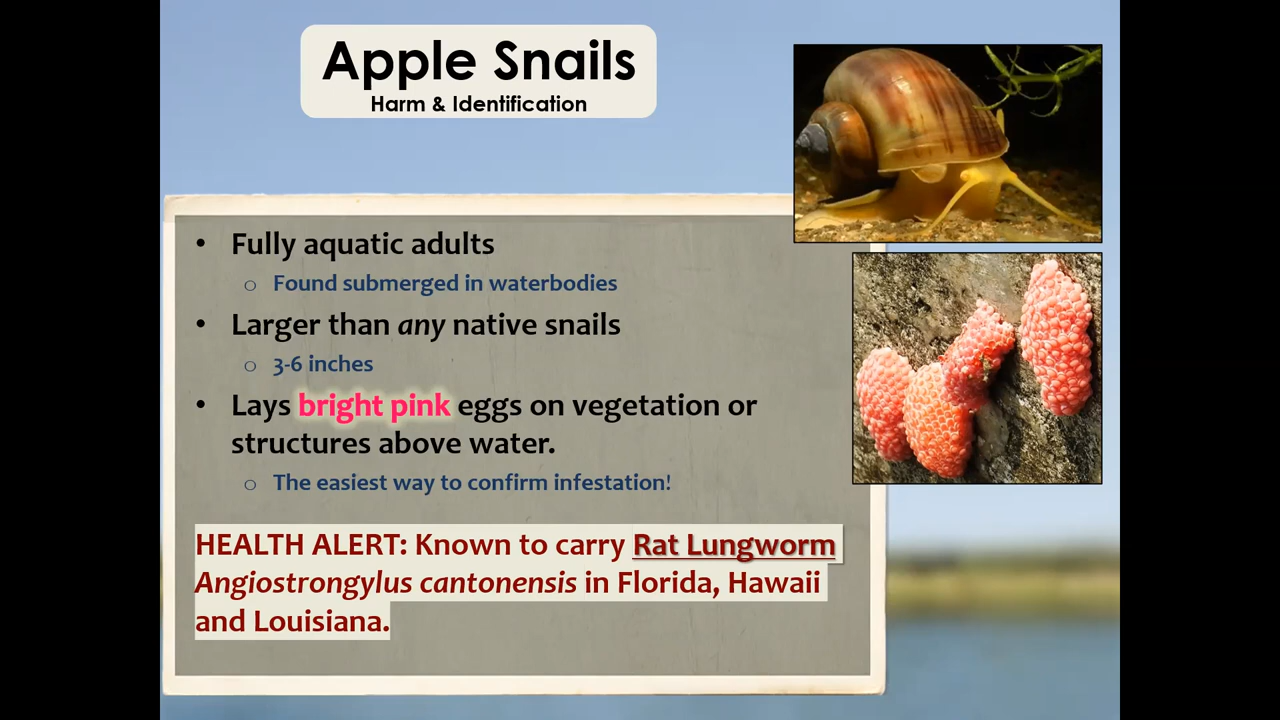 Apple Snails
Harm & Identification
• Fully aquatic adults
o Found submerged in waterbodies
• Larger than any native snails
o 3-6 inches
• Lays bright pink eggs on vegetation or
structures above water.
o The easiest way to confirm infestation!
HEALTH ALERT: Known to carry Rat Lungworm
Angiostrongylus cantonensis in Florida, Hawaii
and Louisiana.